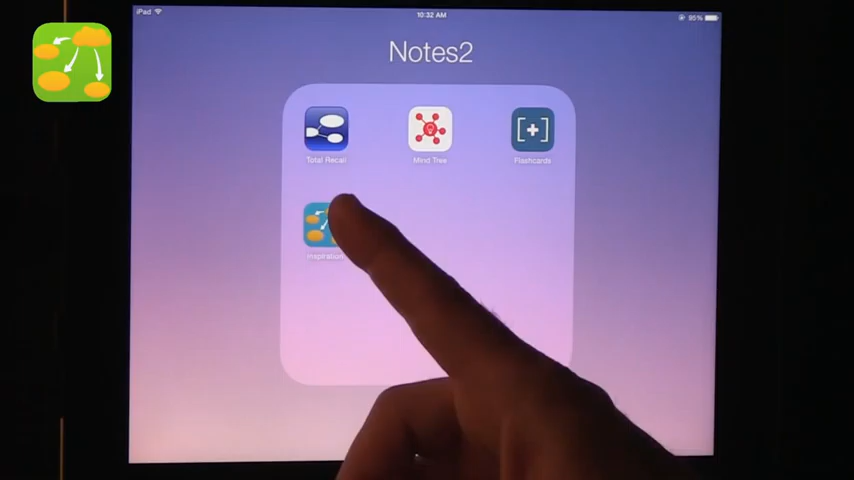 iPad
10:32 AM
95%
Notes2
Total Recall
Mind Tree
Flashcards
Inspiration